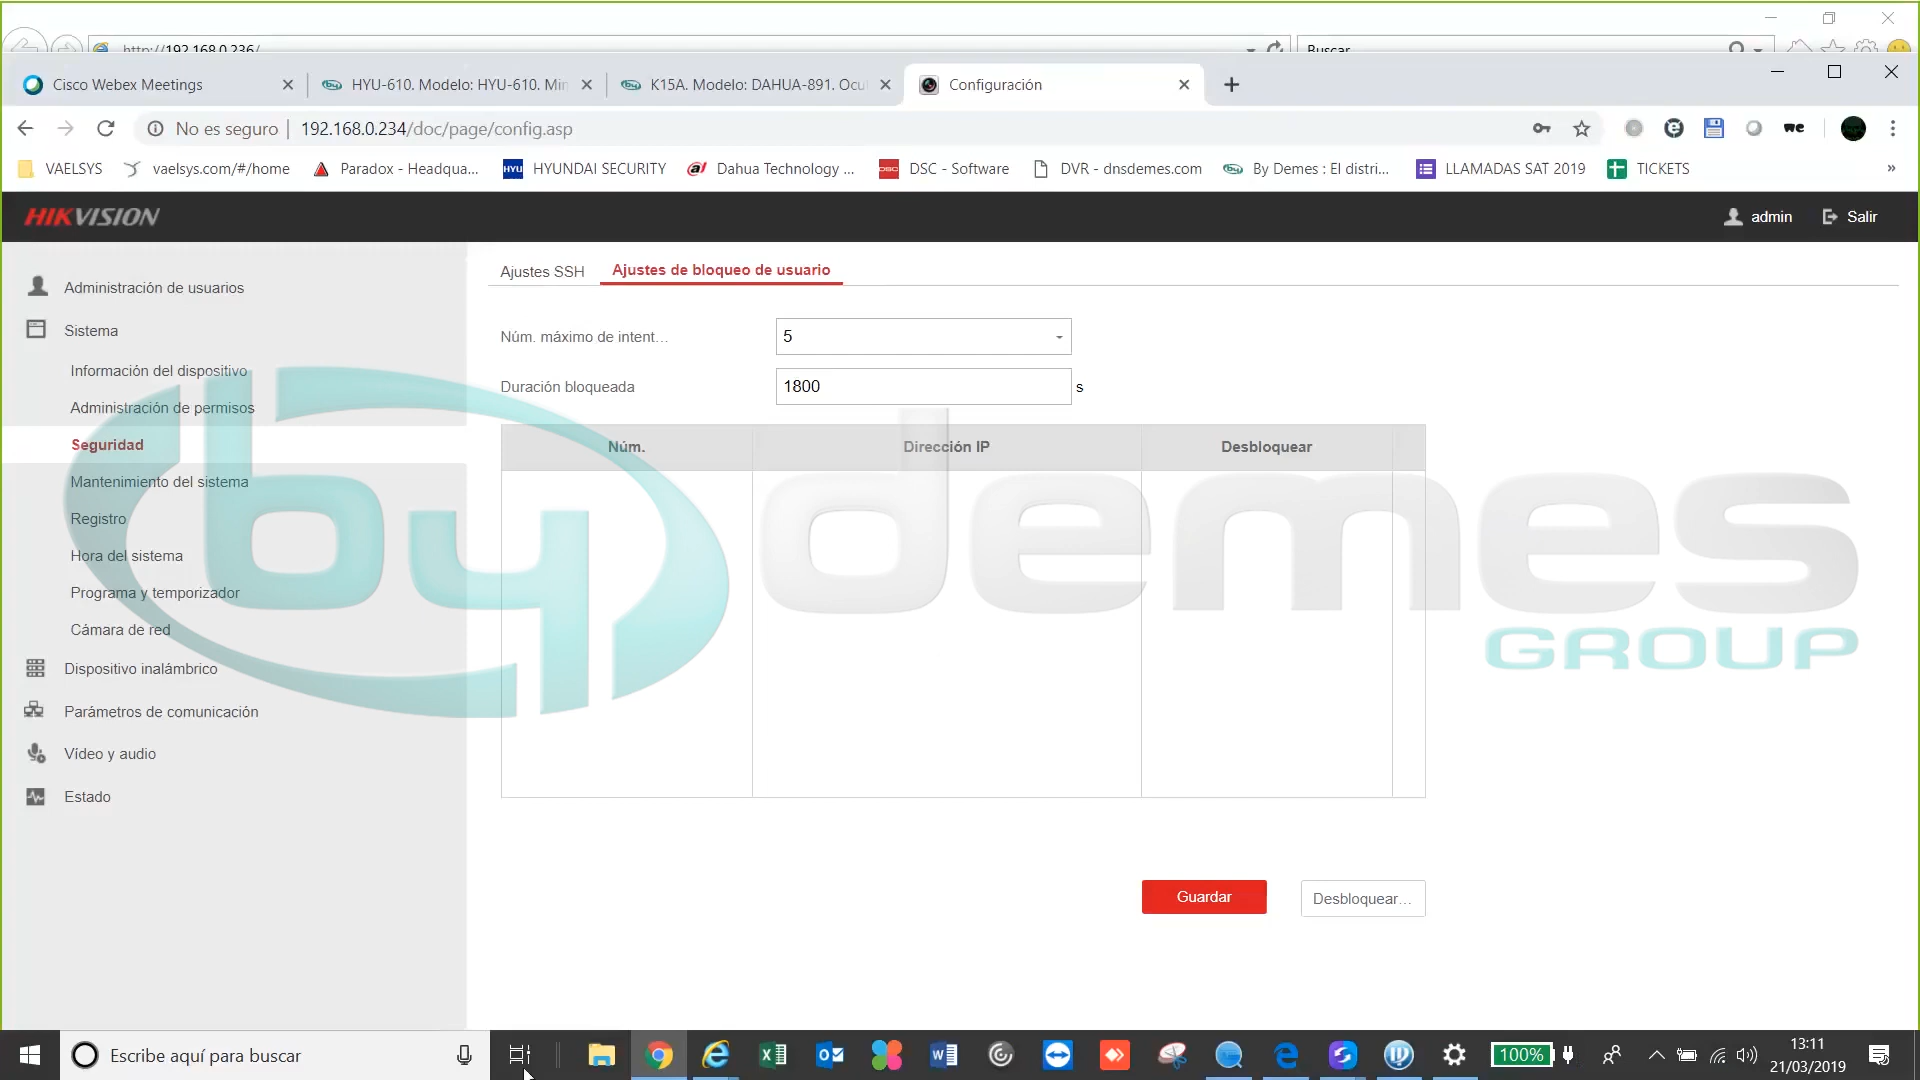 http://192.168.0.236/
Buscar
Cisco Webex Meetings
HYU-610. Modelo: HYU-610. Min
K15A. Modelo: DAHUA-891. Ocu
Configuración
No es seguro | 192.168.0.234/doc/page/config.asp
we
VAELSYS
vaelsys.com/#/home
Paradox - Headqua...
HYU HYUNDAI SECURITY
Dahua Technology ...
DSC DSC - Software
DVR - dnsdemes.com
By Demes : El distri...
LLAMADAS SAT 2019
TICKETS
»
HIKVISION
admin
Salir
Administración de usuarios
Sistema
Información del dispositivo
Administración de permisos
Seguridad
Mantenimiento del sistema
Registro
Hora del sistema
Programa y temporizador
Cámara de red
Dispositivo inalámbrico
Parámetros de comunicación
Vídeo y audio
Estado
Ajustes SSH
Ajustes de bloqueo de usuario
Núm. máximo de intent...
5
Duración bloqueada
1800
s
Núm.
Dirección IP
Desbloquear
by demes
GROUP
Guardar
Desbloquear...
Escribe aquí para buscar
100%
13:11
21/03/2019